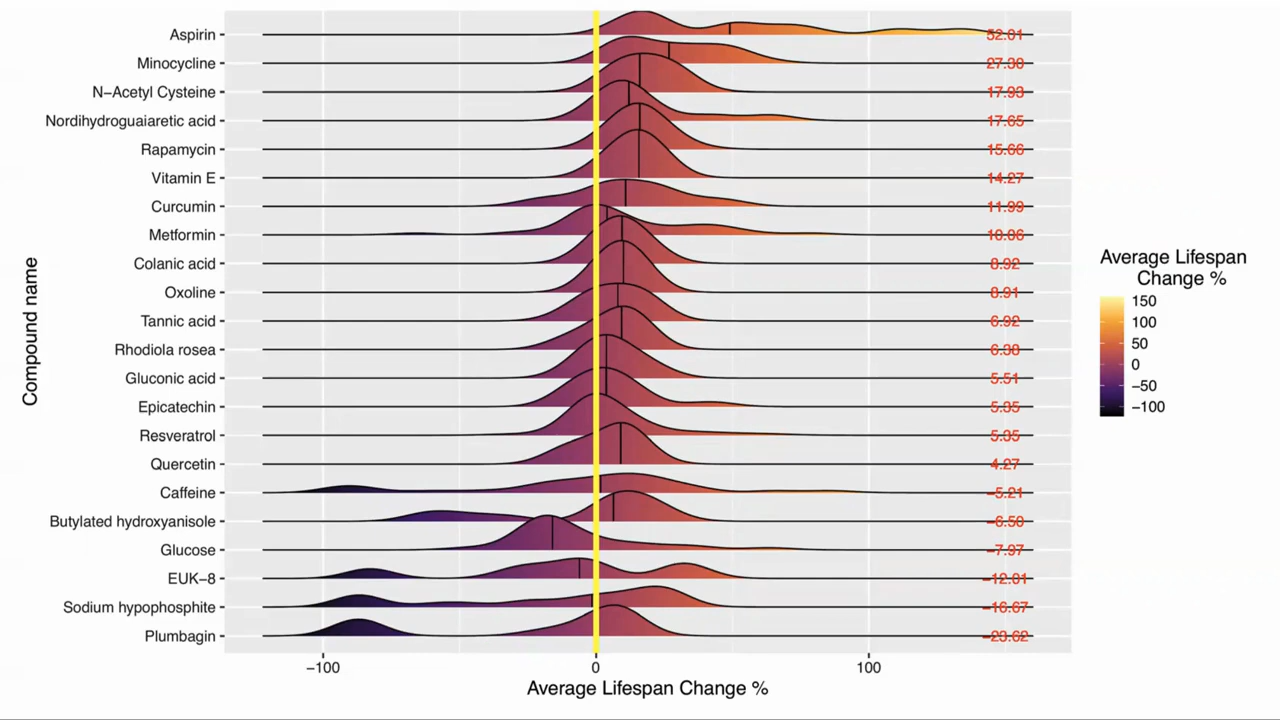 Compound name
Aspirin 52.01
Minocycline 27.30
N−Acetyl Cysteine 17.93
Nordihydroguaiaretic acid 17.65
Rapamycin 15.66
Vitamin E 14.27
Curcumin 11.99
Metformin 10.06
Colanic acid 8.92
Oxoline 8.91
Tannic acid 6.92
Rhodiola rosea 6.38
Gluconic acid 5.51
Epicatechin 5.35
Resveratrol 5.35
Quercetin 4.27
Caffeine −5.21
Butylated hydroxyanisole −6.50
Glucose −7.97
EUK−8 −12.01
Sodium hypophosphite −16.67
Plumbagin −23.62
−100 0 100
Average Lifespan Change %
Average Lifespan
Change %
150
100
50
0
−50
−100